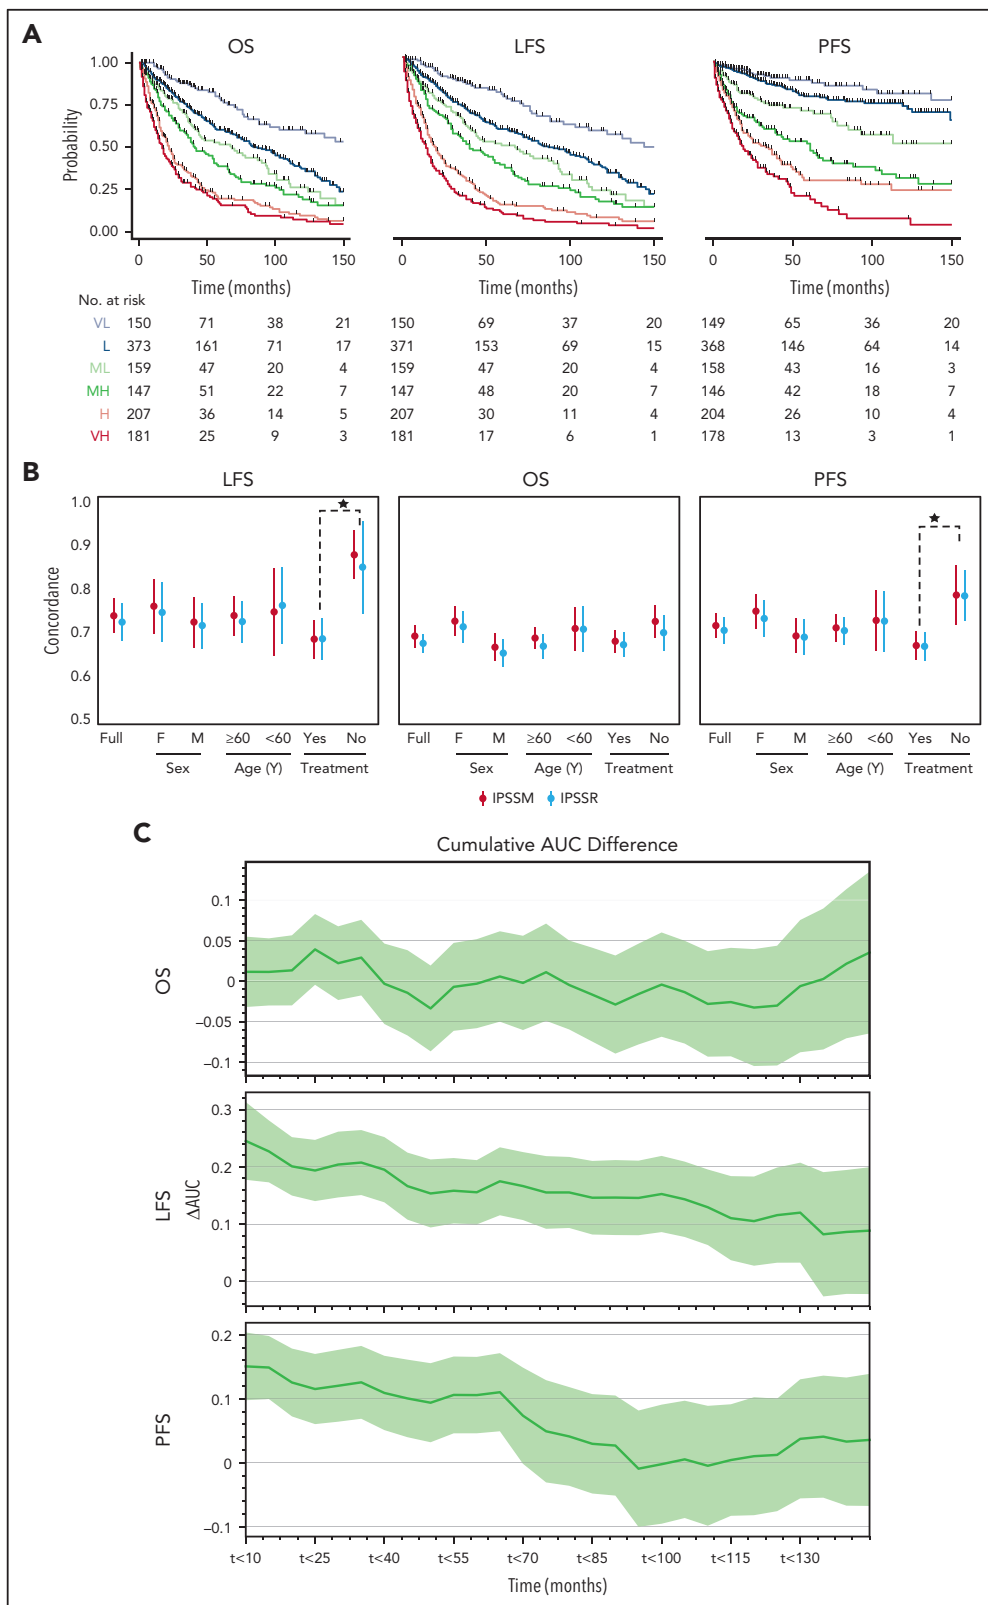 A
OS LFS PFS
Probability
1.00
0.75
0.50
0.25
0.00
0 50 100 150 0 50 100 150 0 50 100 150
Time (months) Time (months) Time (months)
No. at risk
VL 150 71 38 21 150 69 37 20 149 65 36 20
L 373 161 71 17 371 153 69 15 368 146 64 14
ML 159 47 20 4 159 47 20 4 158 43 16 3
MH 147 51 22 7 147 48 20 7 146 42 18 7
H 207 36 14 5 207 30 11 4 204 26 10 4
VH 181 25 9 3 181 17 6 1 178 13 3 1
B
LFS OS PFS
Concordance
1.0
0.9
0.8
0.7
0.6
0.5
Full F M ≥60 <60 Yes No Full F M ≥60 <60 Yes No Full F M ≥60 <60 Yes No
Sex Age (Y) Treatment Sex Age (Y) Treatment Sex Age (Y) Treatment
IPSSM IPSSR
C
Cumulative AUC Difference
OS
0.1
0.05
0
−0.05
−0.1
LFS
ΔAUC
0.3
0.2
0.1
0
PFS
0.2
0.1
0
−0.1
t<10 t<25 t<40 t<55 t<70 t<85 t<100 t<115 t<130
Time (months)